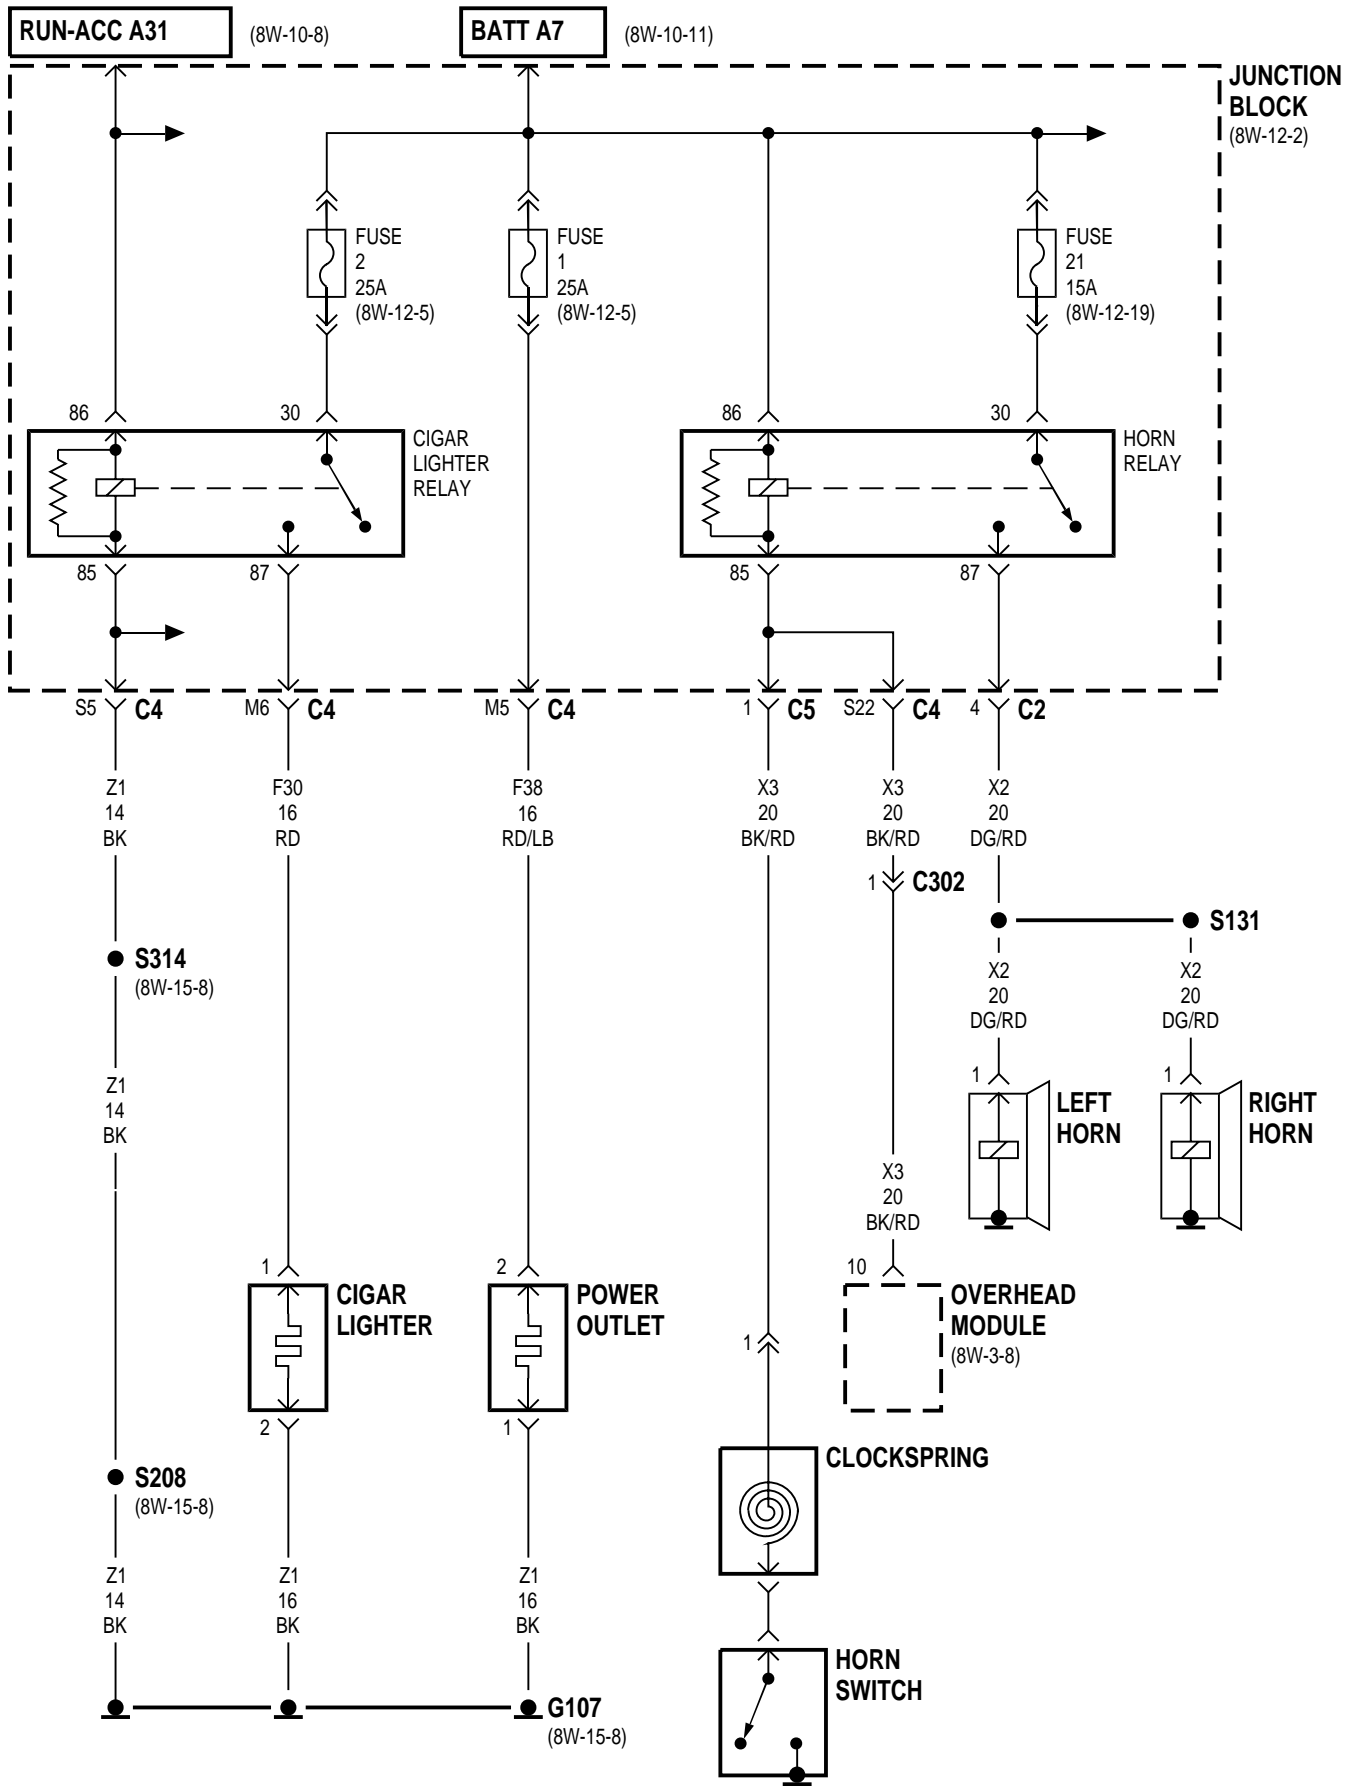 RUN-ACC A31
(8W-10-8)
BATT A7
(8W-10-11)
JUNCTION
BLOCK
(8W-12-2)
FUSE
2
25A
(8W-12-5)
FUSE
1
25A
(8W-12-5)
FUSE
21
15A
(8W-12-19)
86
30
CIGAR
LIGHTER
RELAY
86
30
HORN
RELAY
85
87
85
87
S5
C4
M6
C4
M5
C4
1
C5
S22
C4
4
C2
Z1
14
BK
F30
16
RD
F38
16
RD/LB
X3
20
BK/RD
X3
20
BK/RD
X2
20
DG/RD
1
C302
S131
S314
(8W-15-8)
X2
20
DG/RD
X2
20
DG/RD
Z1
14
BK
1
LEFT
HORN
1
RIGHT
HORN
X3
20
BK/RD
1
CIGAR
LIGHTER
2
2
POWER
OUTLET
1
1
10
OVERHEAD
MODULE
(8W-3-8)
CLOCKSPRING
S208
(8W-15-8)
Z1
14
BK
Z1
16
BK
Z1
16
BK
HORN
SWITCH
G107
(8W-15-8)